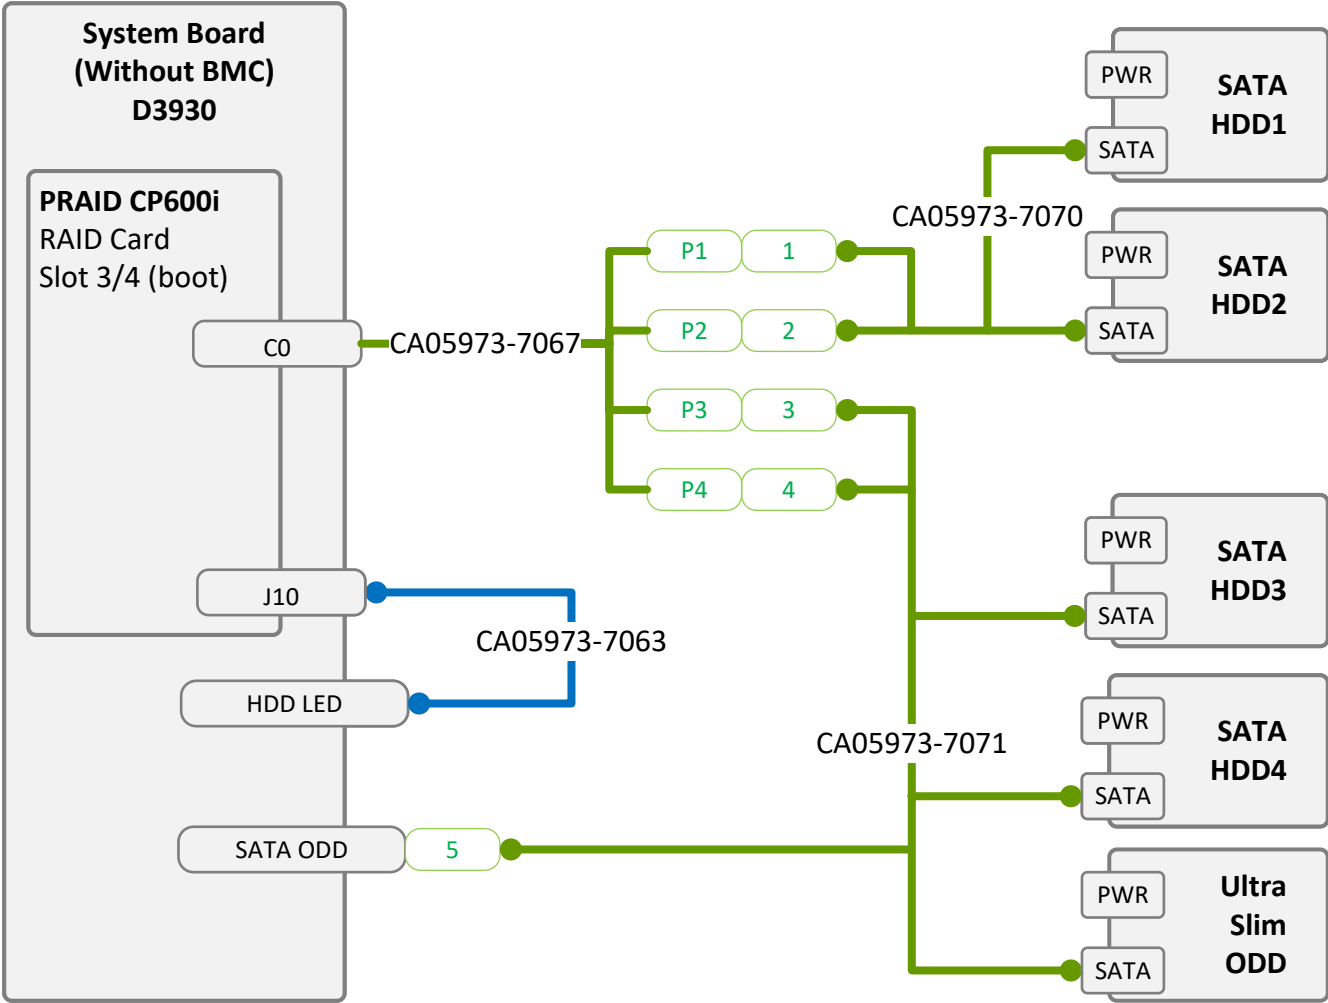 System Board
(Without BMC)
D3930
PRAID CP600i
RAID Card
Slot 3/4 (boot)
C0
CA05973-7067
P1
1
P2
2
P3
3
P4
4
CA05973-7070
PWR
SATA
HDD1
SATA
PWR
SATA
HDD2
SATA
J10
CA05973-7063
HDD LED
PWR
SATA
HDD3
SATA
CA05973-7071
PWR
SATA
HDD4
SATA
SATA ODD
5
PWR
Ultra
Slim
ODD
SATA